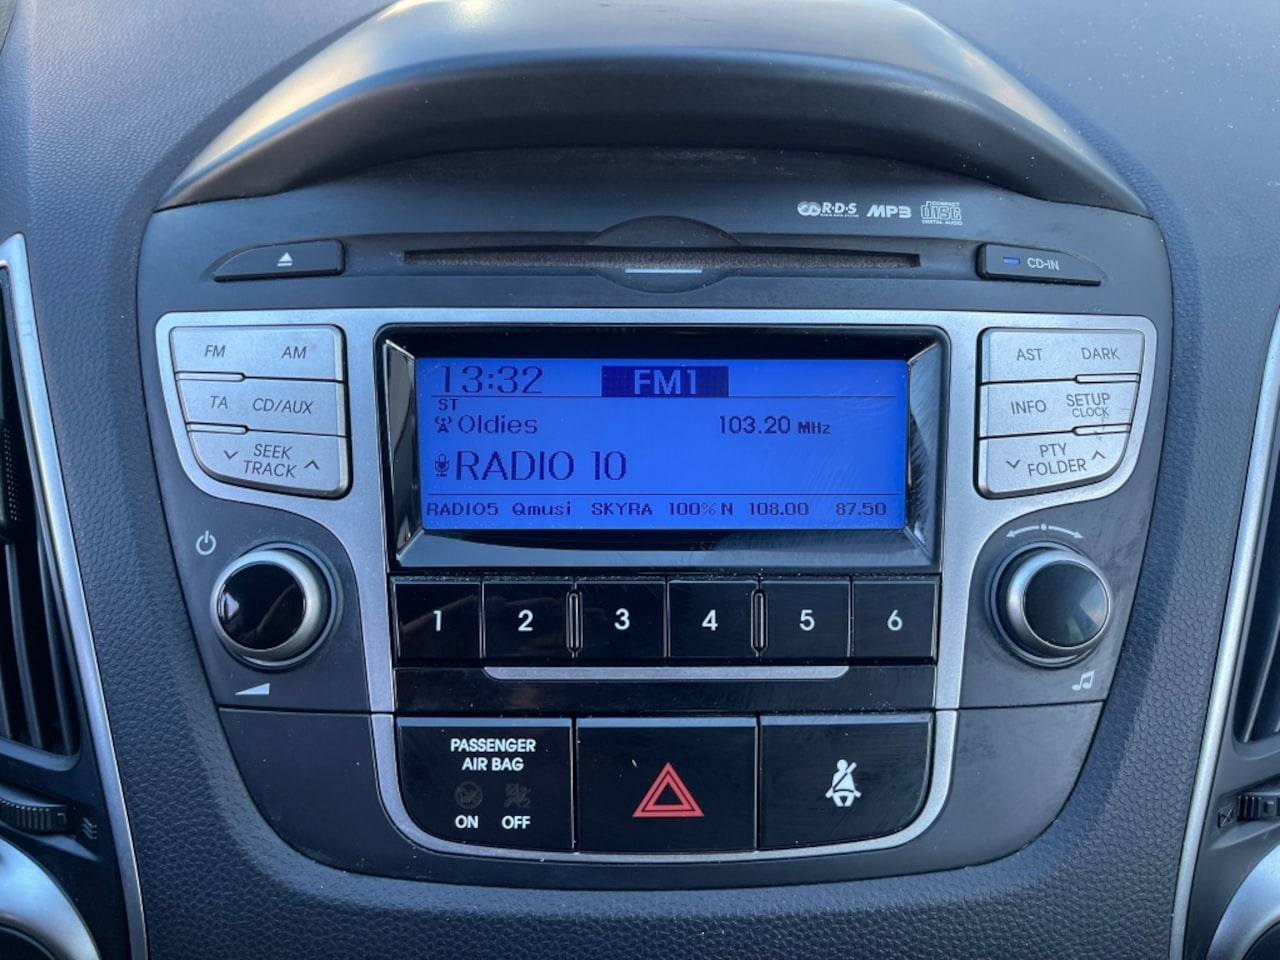 R·D·S MP3 COMPACT disc DIGITAL AUDIO
CD-IN
FM AM
TA CD/AUX
SEEK
TRACK
13:32 FM1
ST
Oldies 103.20 MHz
RADIO 10
RADIO5 Qmusi SKYRA 100%N 108.00 87.50
AST DARK
INFO SETUP
CLOCK
PTY
FOLDER
1 2 3 4 5 6
PASSENGER
AIR BAG
ON OFF